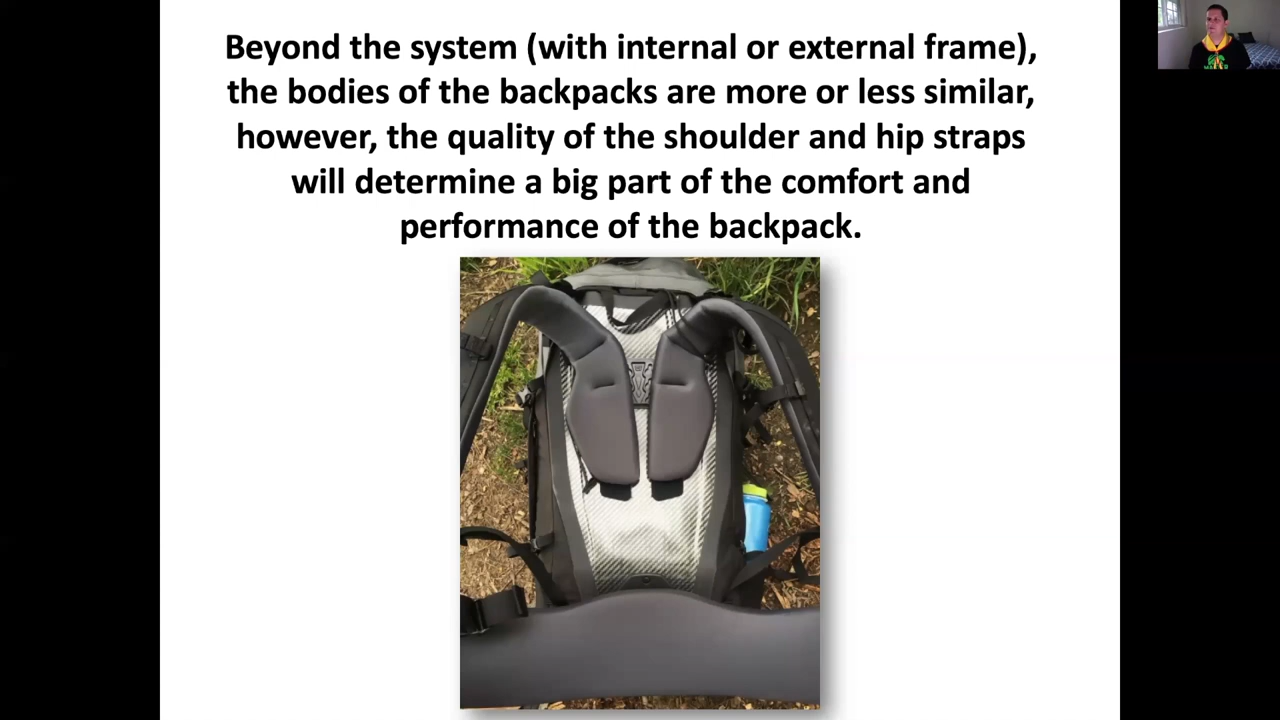 Beyond the system (with internal or external frame),
the bodies of the backpacks are more or less similar,
however, the quality of the shoulder and hip straps
will determine a big part of the comfort and
performance of the backpack.